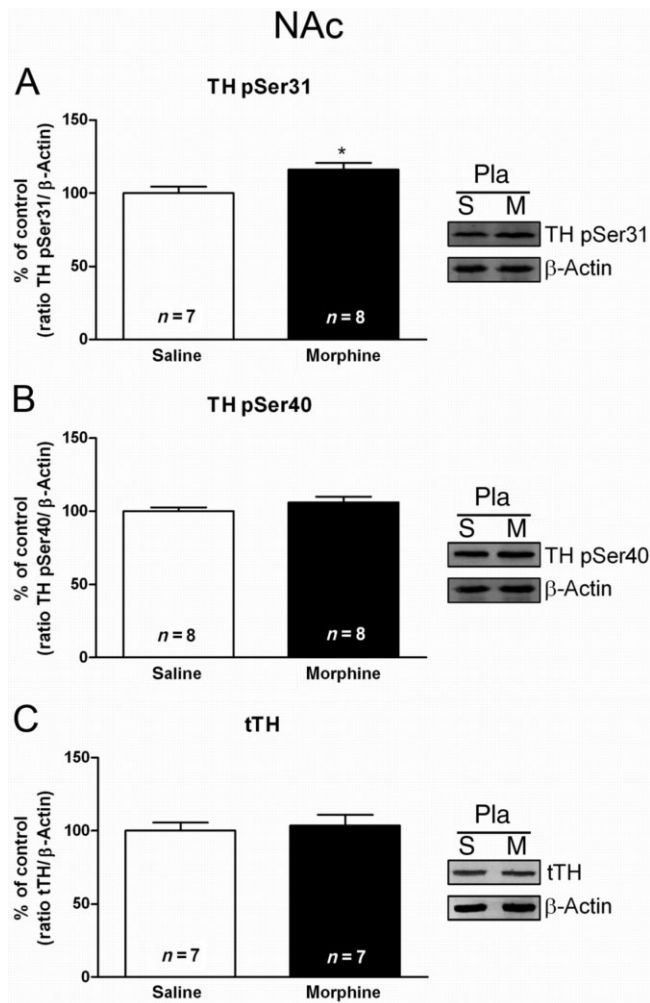 NAc
A
TH pSer31
% of control
(ratio TH pSer31/ β-Actin)
150
100
50
0
*
n = 7
n = 8
Saline
Morphine
Pla
S M
TH pSer31
β-Actin
B
TH pSer40
% of control
(ratio TH pSer40/ β-Actin)
150
100
50
0
n = 8
n = 8
Saline
Morphine
Pla
S M
TH pSer40
β-Actin
C
tTH
% of control
(ratio tTH/ β-Actin)
150
100
50
0
n = 7
n = 7
Saline
Morphine
Pla
S M
tTH
β-Actin